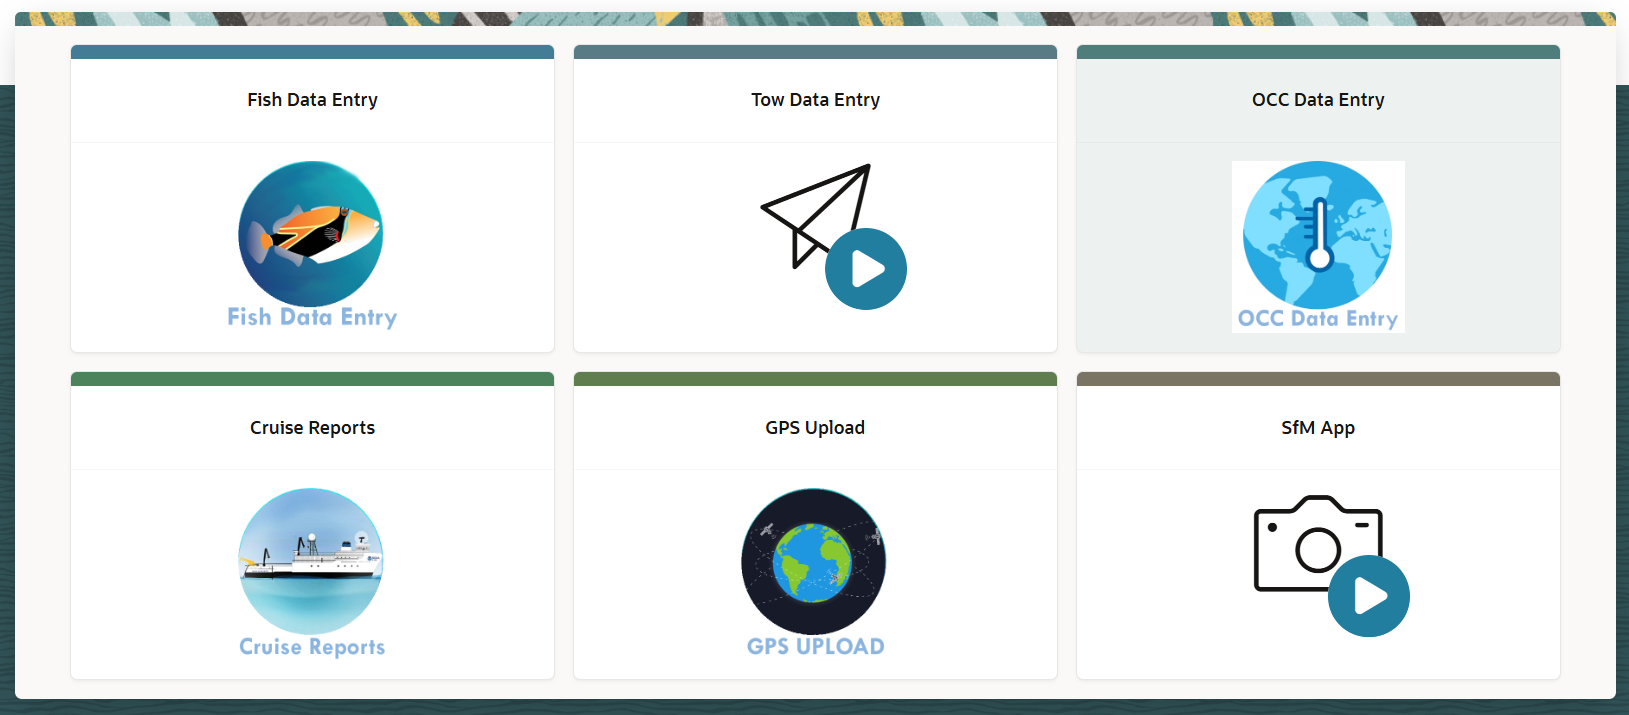 Fish Data Entry
Tow Data Entry
OCC Data Entry
Fish Data Entry
OCC Data Entry
Cruise Reports
GPS Upload
SfM App
Cruise Reports
GPS UPLOAD